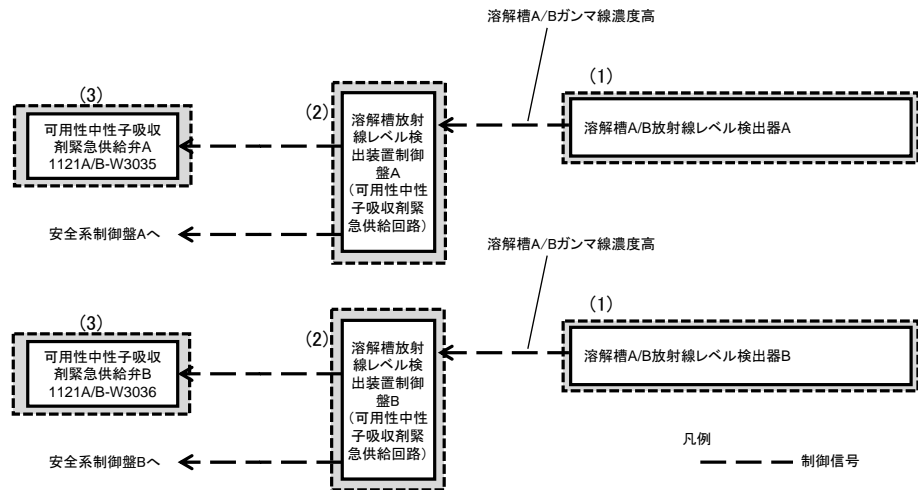 溶解槽A/Bガンマ線濃度高
(1)
溶解槽A/B放射線レベル検出器A
(2)
溶解槽放射
線レベル検
出装置制御
盤A
(可用性中性
子吸収剤緊
急供給回路)
(3)
可用性中性子吸収
剤緊急供給弁A
1121A/B-W3035
安全系制御盤Aへ
溶解槽A/Bガンマ線濃度高
(1)
溶解槽A/B放射線レベル検出器B
(2)
溶解槽放射
線レベル検
出装置制御
盤B
(可用性中性
子吸収剤緊
急供給回路)
(3)
可用性中性子吸収
剤緊急供給弁B
1121A/B-W3036
安全系制御盤Bへ
凡例
制御信号